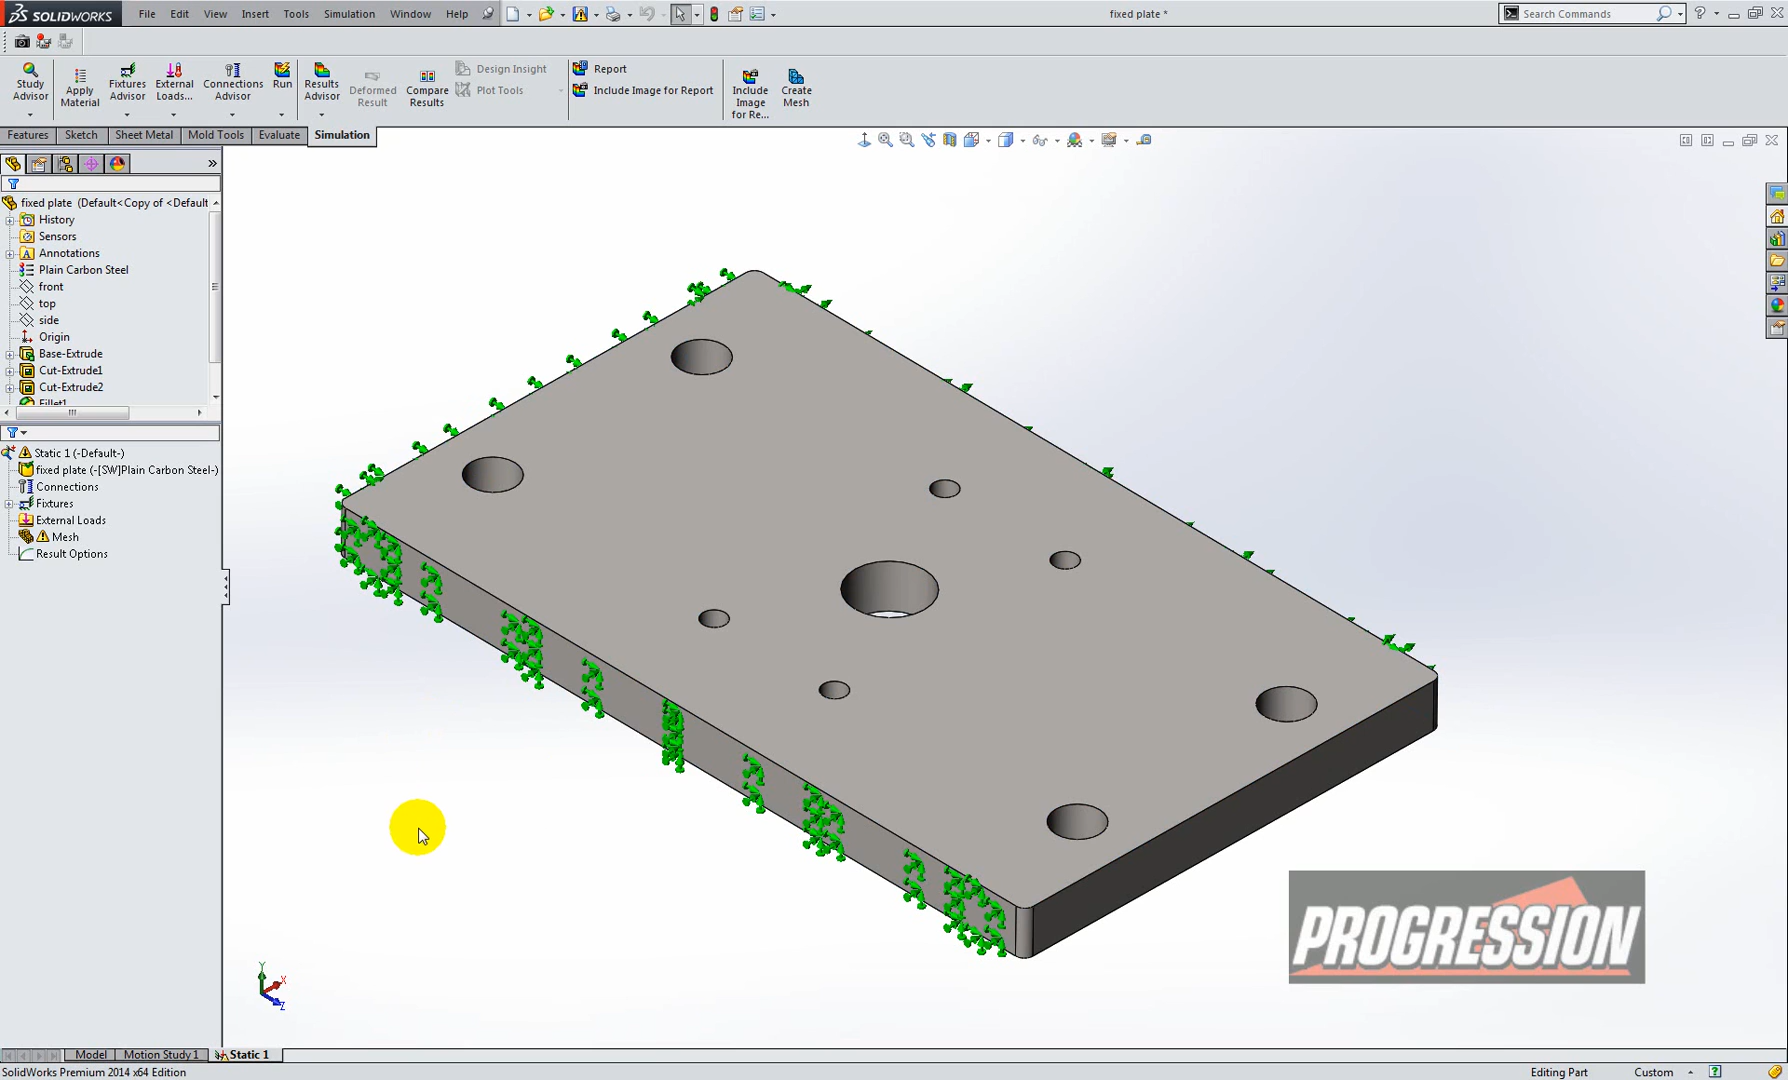 SOLIDWORKS File Edit View Insert Tools Simulation Window Help fixed plate * Search Commands
Study Advisor
Apply Material
Fixtures Advisor
External Loads...
Connections Advisor
Run
Results Advisor
Deformed Result
Compare Results
Design Insight
Plot Tools
Report
Include Image for Report
Include Image for Re...
Create Mesh
Features Sketch Sheet Metal Mold Tools Evaluate Simulation
fixed plate (Default<Copy of <Default
History
Sensors
Annotations
Plain Carbon Steel
front
top
side
Origin
Base-Extrude
Cut-Extrude1
Cut-Extrude2
Fillet1
Static 1 (-Default-)
fixed plate (-[SW]Plain Carbon Steel-)
Connections
Fixtures
External Loads
Mesh
Result Options
Y
X
Z
PROGRESSION
Model Motion Study 1 Static 1
SolidWorks Premium 2014 x64 Edition Editing Part Custom